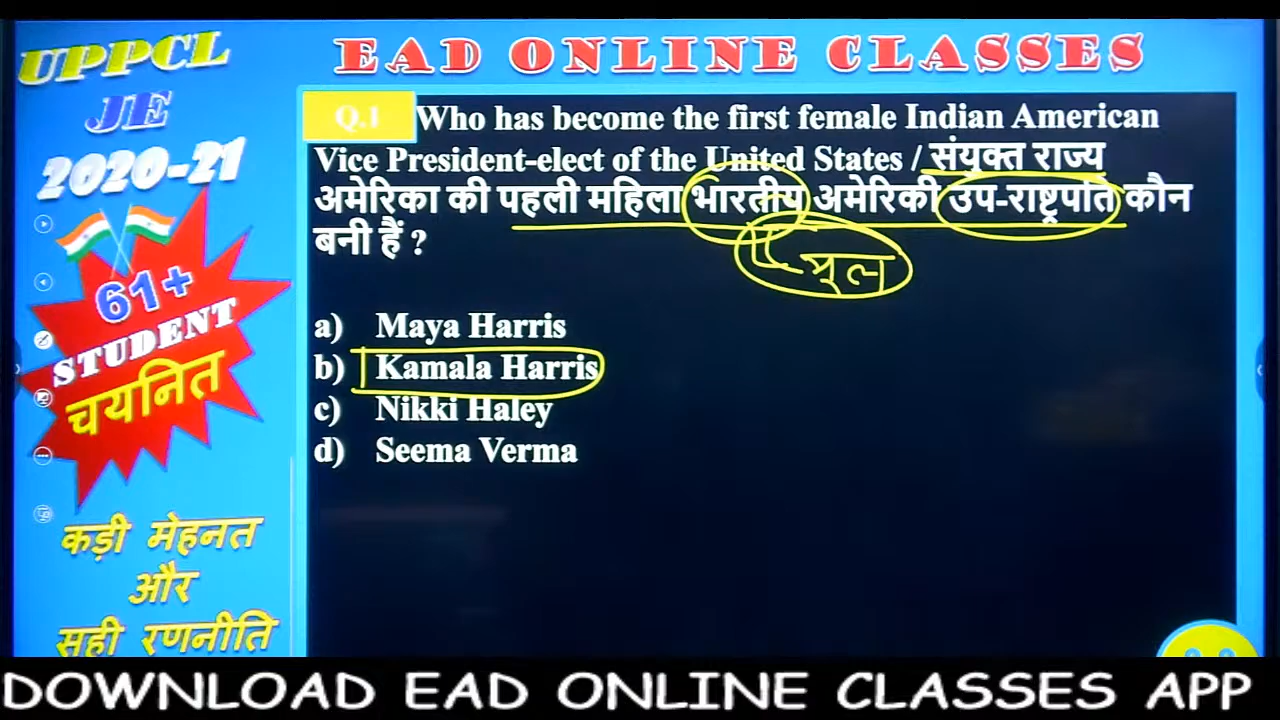 UPPCL
JE
2020-21
61+
STUDENT
चयनित
कड़ी मेहनत
और
सही रणनीति
EAD ONLINE CLASSES
Q.1 Who has become the first female Indian American
Vice President-elect of the United States / संयुक्त राज्य
अमेरिका की पहली महिला भारतीय अमेरिकी उप-राष्ट्रपति कौन
बनी हैं ?
मूल
a) Maya Harris
b) Kamala Harris
c) Nikki Haley
d) Seema Verma
DOWNLOAD EAD ONLINE CLASSES APP